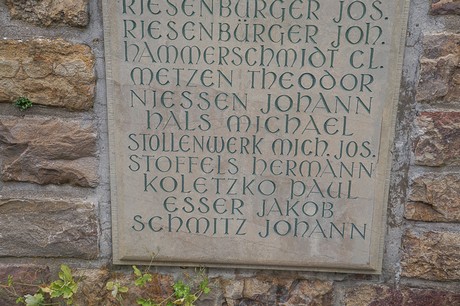 RIESENBURGER JOS.
RIESENBÜRGER JOH.
HAMMERSCHMIDT CL.
METZEN THEODOR
NIESSEN JOHANN
HALS MICHAEL
STOLLENWERK MICH. JOS.
STOFFELS HERMANN
KOLETZKO PAUL
ESSER JAKOB
SCHMITZ JOHANN